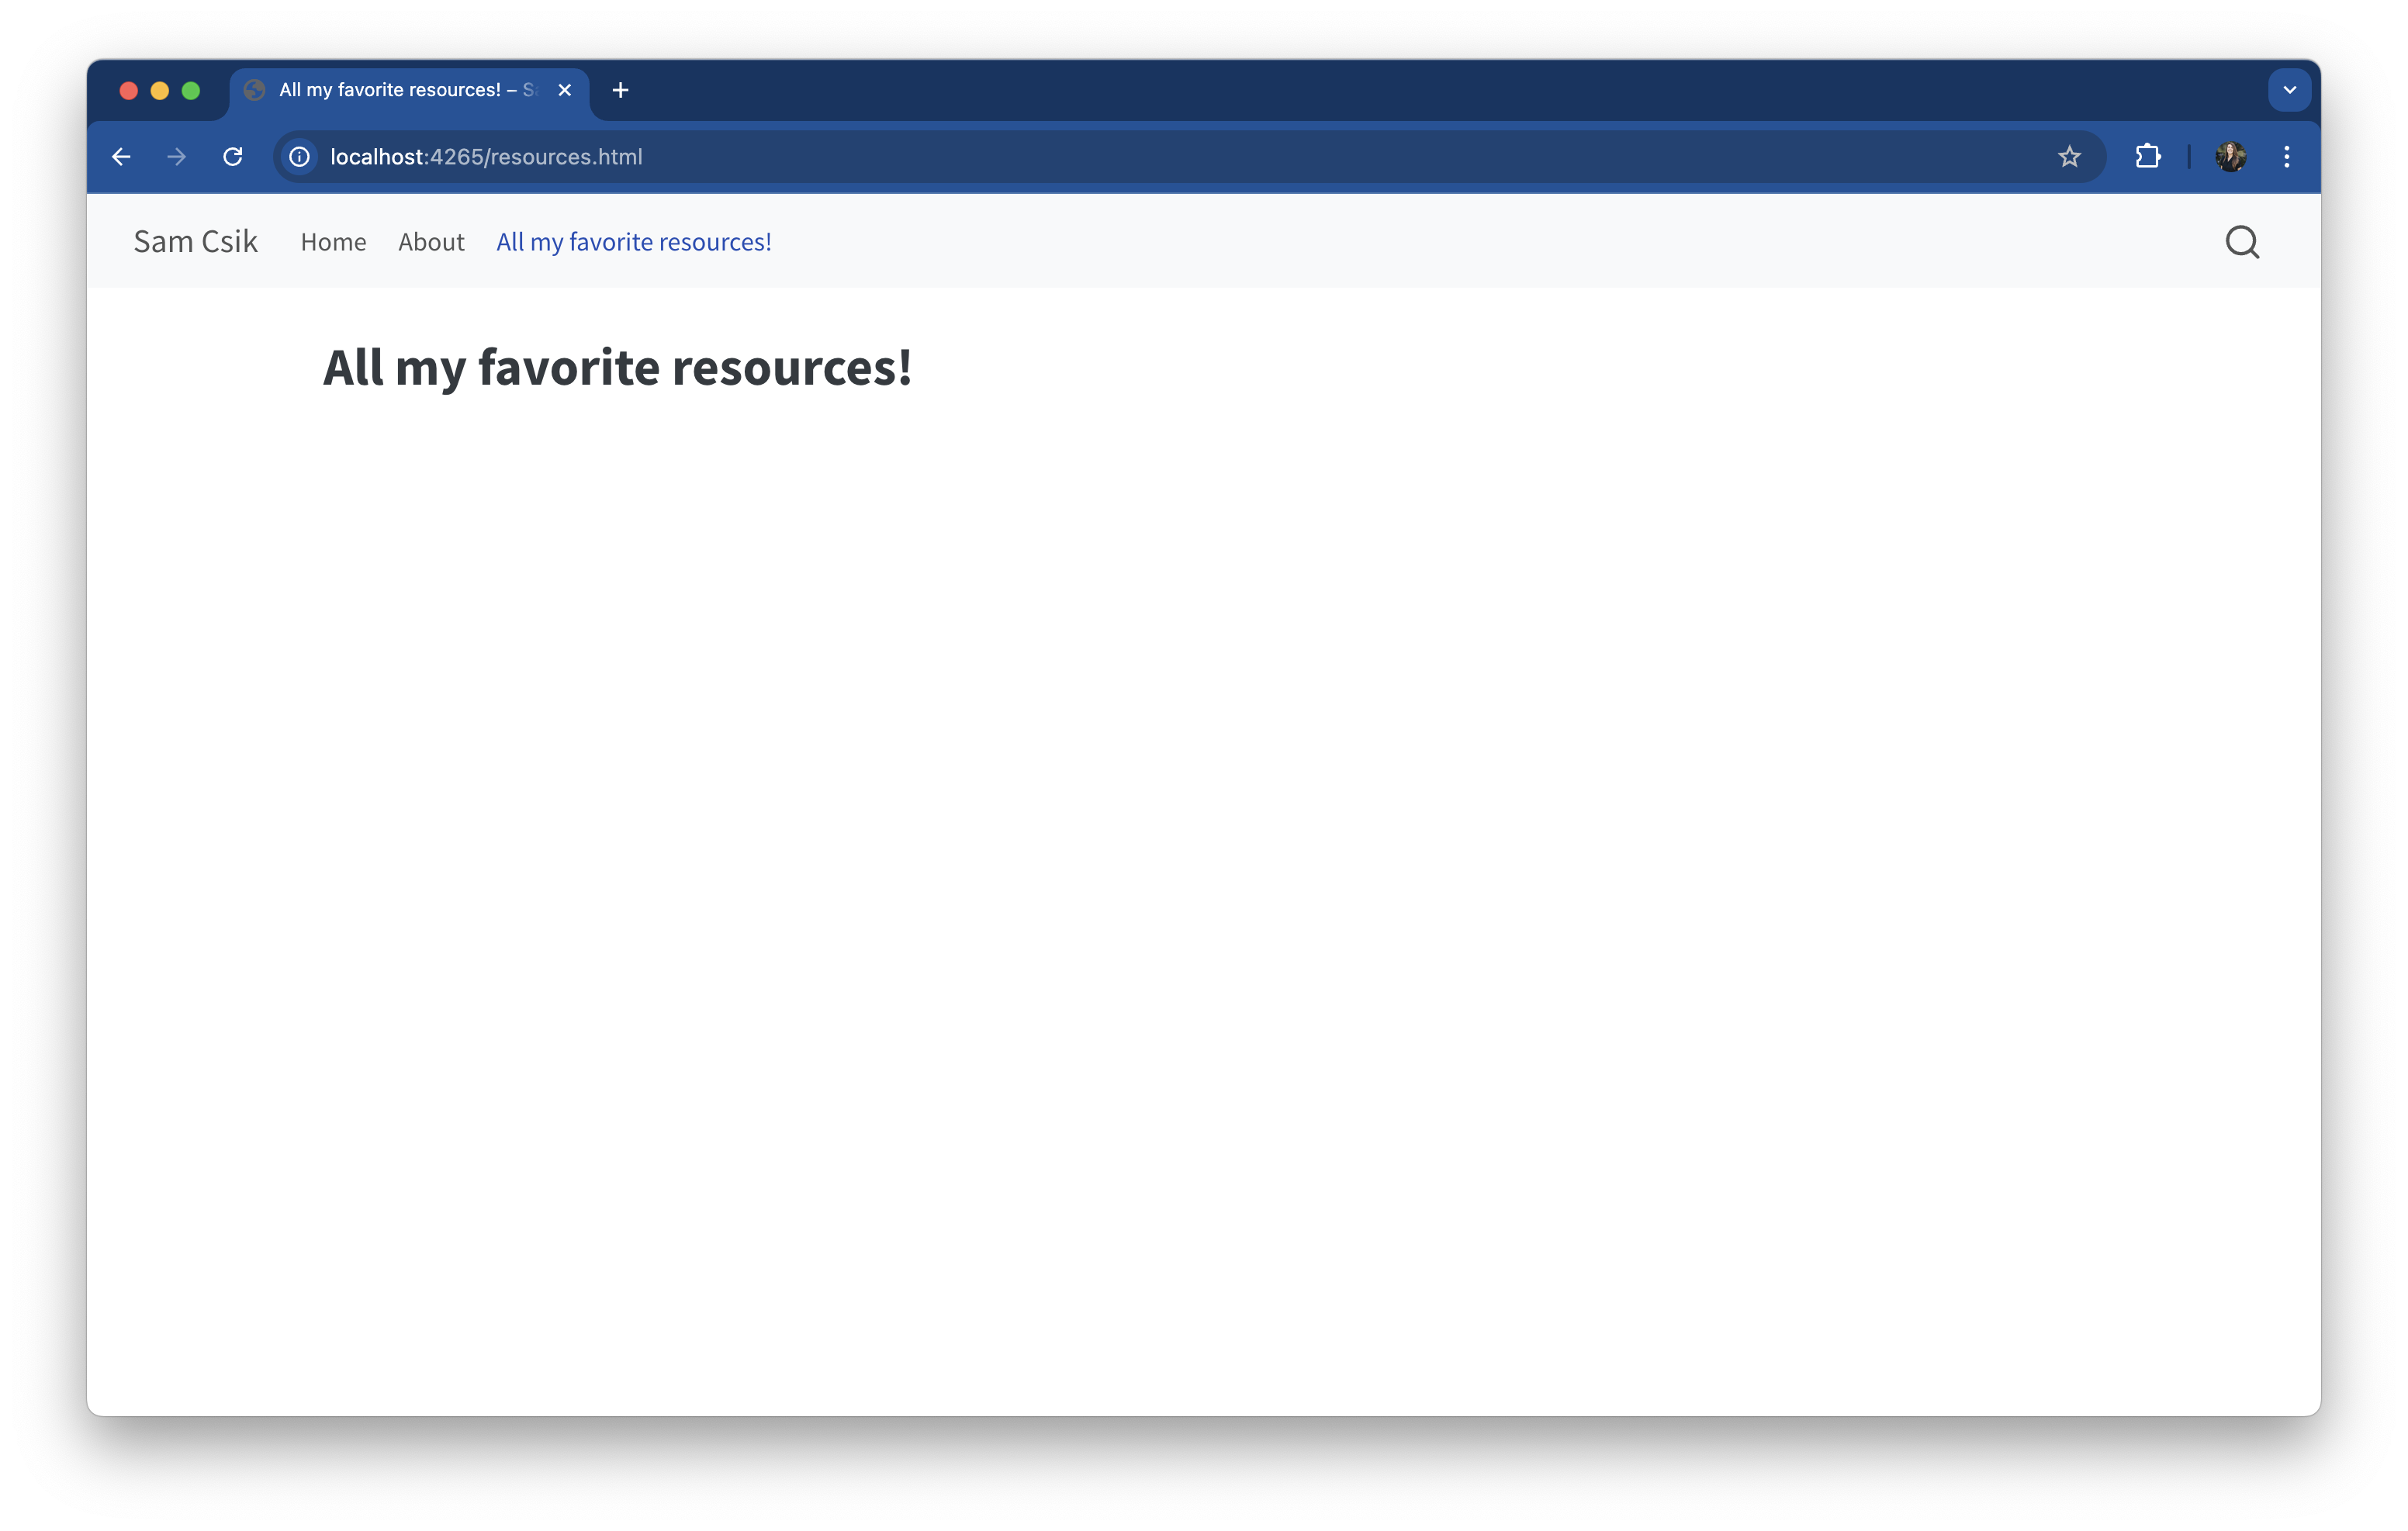 All my favorite resources! – S
localhost:4265/resources.html
Sam Csik Home About All my favorite resources!
All my favorite resources!